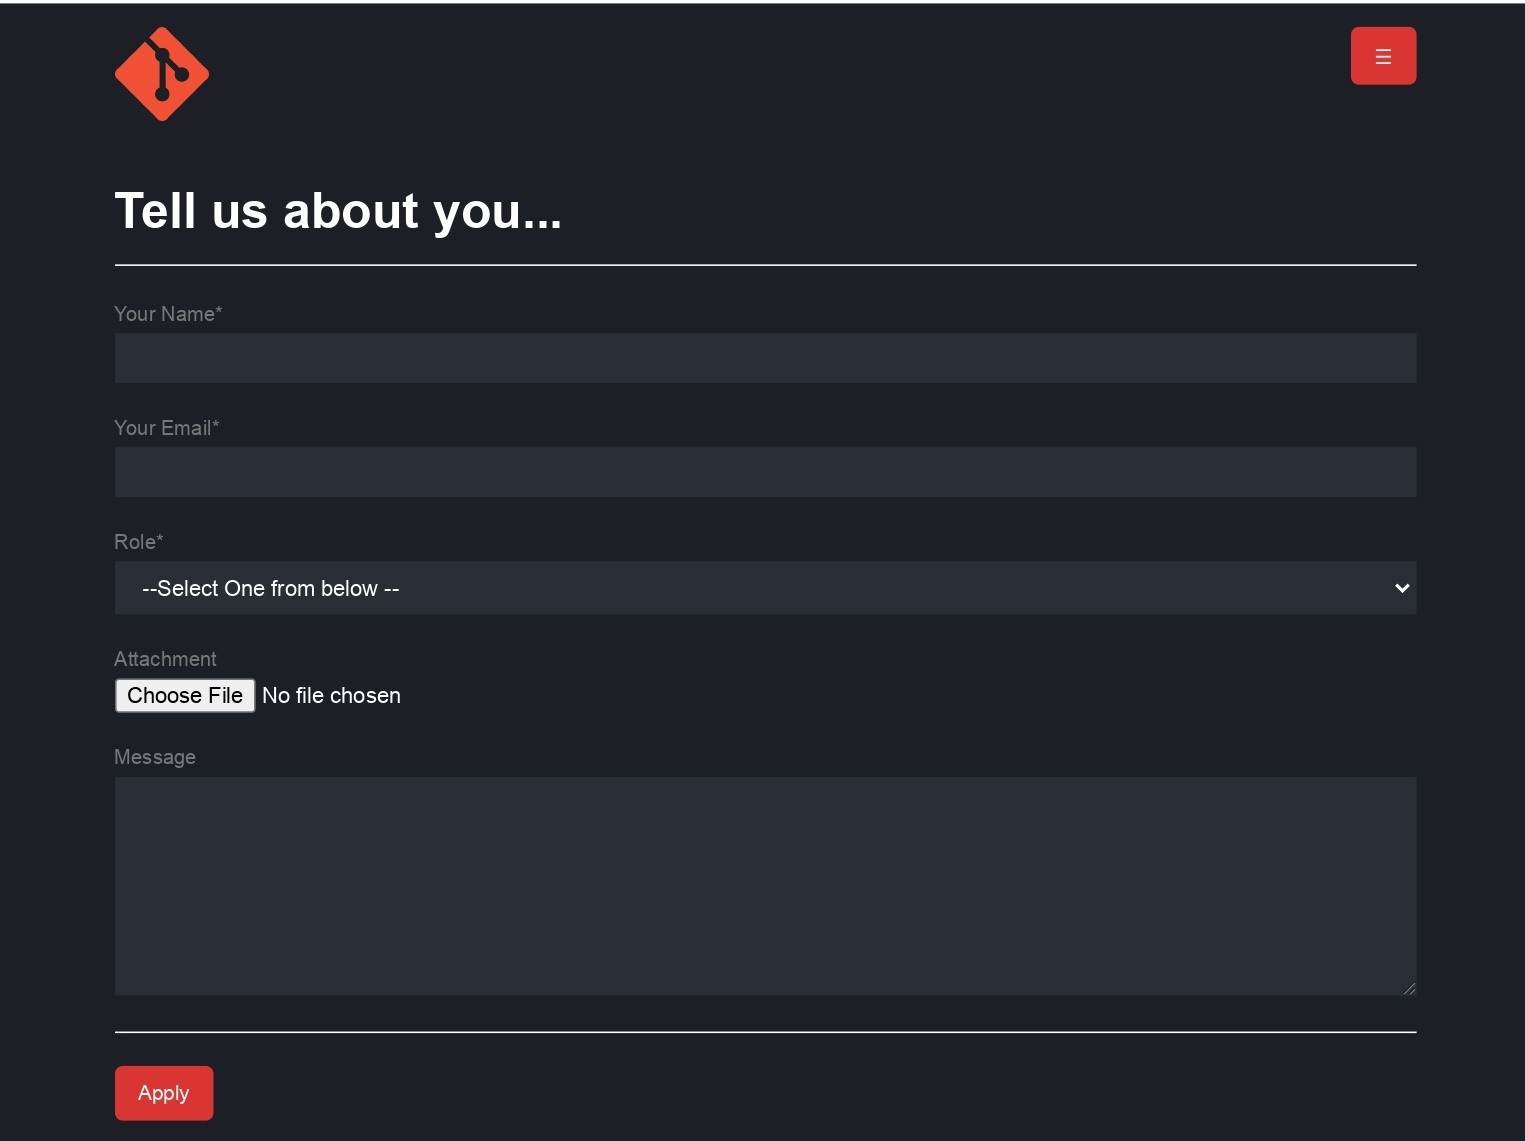 ☰
Tell us about you...
Your Name*
Your Email*
Role*
--Select One from below --
Attachment
Choose File No file chosen
Message
Apply